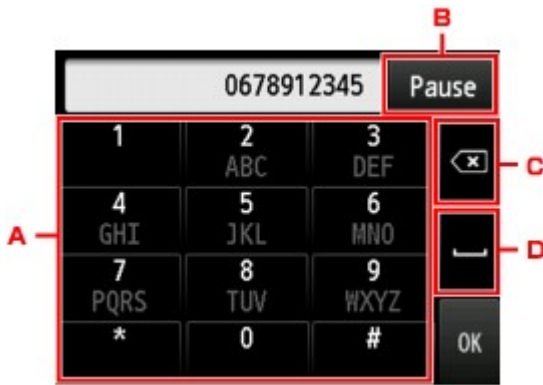 B
0678912345 Pause
1 2 3
ABC DEF
C
4 5 6
A GHI JKL MNO
D
7 8 9
PQRS TUV WXYZ
* 0 # OK